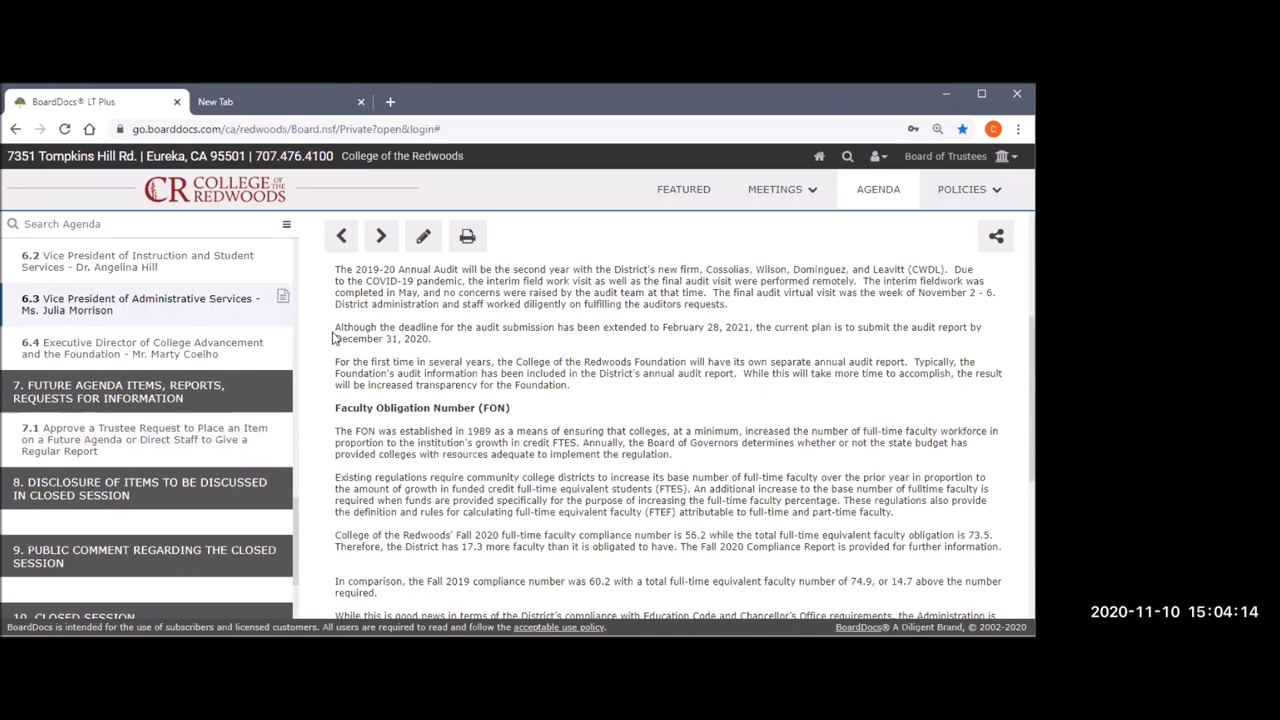 BoardDocs® LT Plus
New Tab
go.boarddocs.com/ca/redwoods/Board.nsf/Private?open&login#
C
7351 Tompkins Hill Rd. | Eureka, CA 95501 | 707.476.4100 College of the Redwoods
Board of Trustees
CR COLLEGE OF THE REDWOODS
FEATURED MEETINGS AGENDA POLICIES
Search Agenda
6.2 Vice President of Instruction and Student
Services - Dr. Angelina Hill
6.3 Vice President of Administrative Services -
Ms. Julia Morrison
6.4 Executive Director of College Advancement
and the Foundation - Mr. Marty Coelho
7. FUTURE AGENDA ITEMS, REPORTS,
REQUESTS FOR INFORMATION
7.1 Approve a Trustee Request to Place an Item
on a Future Agenda or Direct Staff to Give a
Regular Report
8. DISCLOSURE OF ITEMS TO BE DISCUSSED
IN CLOSED SESSION
9. PUBLIC COMMENT REGARDING THE CLOSED
SESSION
10. CLOSED SESSION
The 2019-20 Annual Audit will be the second year with the District's new firm, Cossolias, Wilson, Dominguez, and Leavitt (CWDL). Due
to the COVID-19 pandemic, the interim field work visit as well as the final audit visit were performed remotely. The interim fieldwork was
completed in May, and no concerns were raised by the audit team at that time. The final audit virtual visit was the week of November 2 - 6.
District administration and staff worked diligently on fulfilling the auditors requests.
Although the deadline for the audit submission has been extended to February 28, 2021, the current plan is to submit the audit report by
December 31, 2020.
For the first time in several years, the College of the Redwoods Foundation will have its own separate annual audit report. Typically, the
Foundation's audit information has been included in the District's annual audit report. While this will take more time to accomplish, the result
will be increased transparency for the Foundation.
Faculty Obligation Number (FON)
The FON was established in 1989 as a means of ensuring that colleges, at a minimum, increased the number of full-time faculty workforce in
proportion to the institution's growth in credit FTES. Annually, the Board of Governors determines whether or not the state budget has
provided colleges with resources adequate to implement the regulation.
Existing regulations require community college districts to increase its base number of full-time faculty over the prior year in proportion to
the amount of growth in funded credit full-time equivalent students (FTES). An additional increase to the base number of fulltime faculty is
required when funds are provided specifically for the purpose of increasing the full-time faculty percentage. These regulations also provide
the definition and rules for calculating full-time equivalent faculty (FTEF) attributable to full-time and part-time faculty.
College of the Redwoods' Fall 2020 full-time faculty compliance number is 56.2 while the total full-time equivalent faculty obligation is 73.5.
Therefore, the District has 17.3 more faculty than it is obligated to have. The Fall 2020 Compliance Report is provided for further information.
In comparison, the Fall 2019 compliance number was 60.2 with a total full-time equivalent faculty number of 74.9, or 14.7 above the number
required.
While this is good news in terms of the District's compliance with Education Code and Chancellor's Office requirements, the Administration is
BoardDocs is intended for the use of subscribers and licensed customers. All users are required to read and follow the acceptable use policy.
BoardDocs® A Diligent Brand, © 2002-2020
2020-11-10 15:04:14